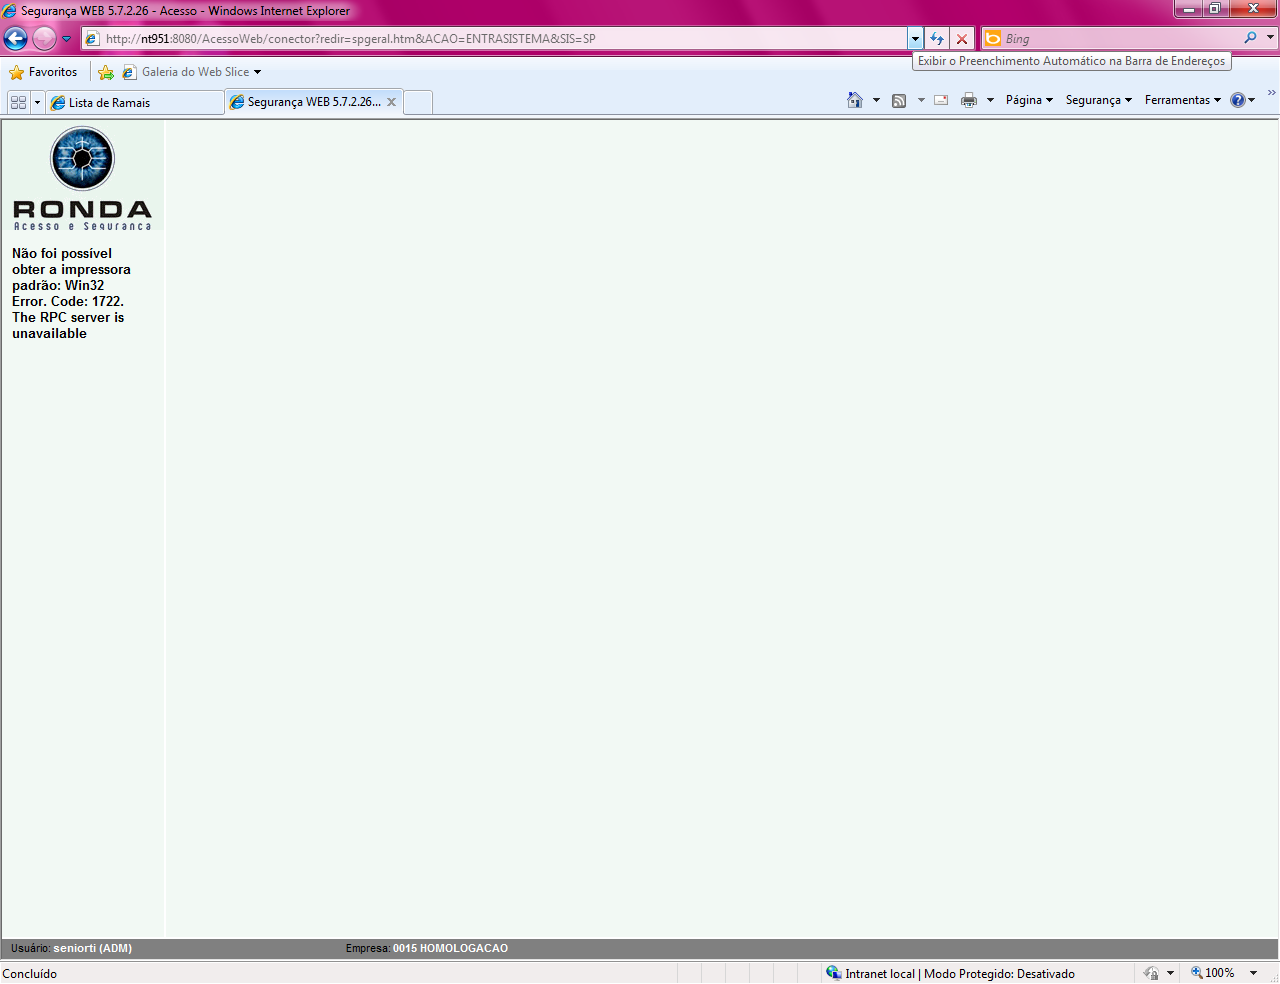 Segurança WEB 5.7.2.26 - Acesso - Windows Internet Explorer
http://nt951:8080/AcessoWeb/conector?redir=spgeral.htm&ACAO=ENTRASISTEMA&SIS=SP
Bing
Exibir o Preenchimento Automático na Barra de Endereços
Favoritos
Galeria do Web Slice
Lista de Ramais
Segurança WEB 5.7.2.26...
Página
Segurança
Ferramentas
RONDA
Acesso e Seguranca
Não foi possível
obter a impressora
padrão: Win32
Error. Code: 1722.
The RPC server is
unavailable
Usuário: seniorti (ADM)
Empresa: 0015 HOMOLOGACAO
Concluído
Intranet local | Modo Protegido: Desativado
100%